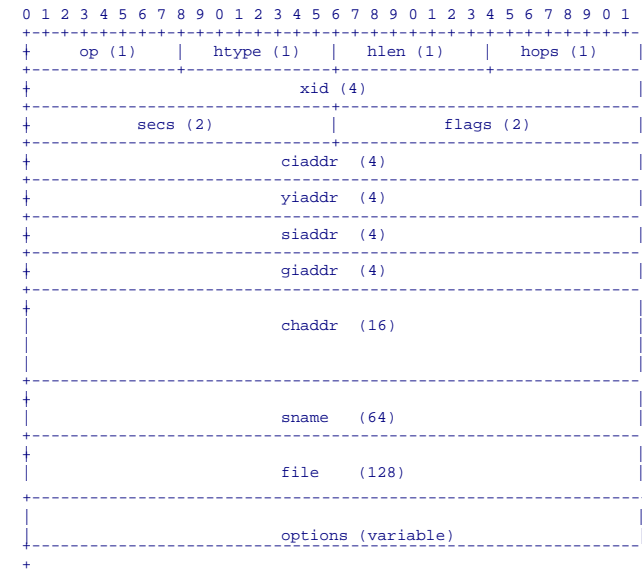 0 1 2 3 4 5 6 7 8 9 0 1 2 3 4 5 6 7 8 9 0 1 2 3 4 5 6 7 8 9 0 1
op (1) | htype (1) | hlen (1) | hops (1) |
xid (4)
secs (2) | flags (2)
ciaddr (4)
yiaddr (4)
siaddr (4)
giaddr (4)
chaddr (16)
sname (64)
file (128)
options (variable)